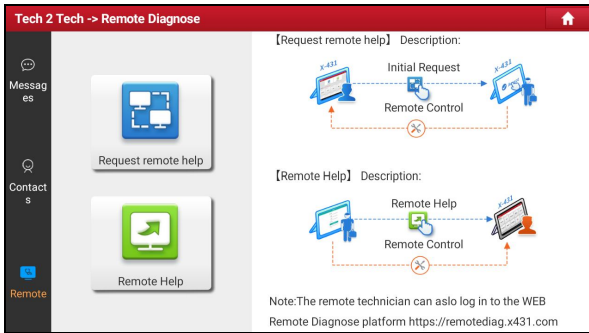 Tech 2 Tech -> Remote Diagnose
Messag
es
Contact
s
Remote
Request remote help
Remote Help
【Request remote help】 Description:
X-431
Initial Request
X-431
Remote Control
【Remote Help】 Description:
Remote Help
X-431
Remote Control
Note:The remote technician can aslo log in to the WEB
Remote Diagnose platform https://remotediag.x431.com